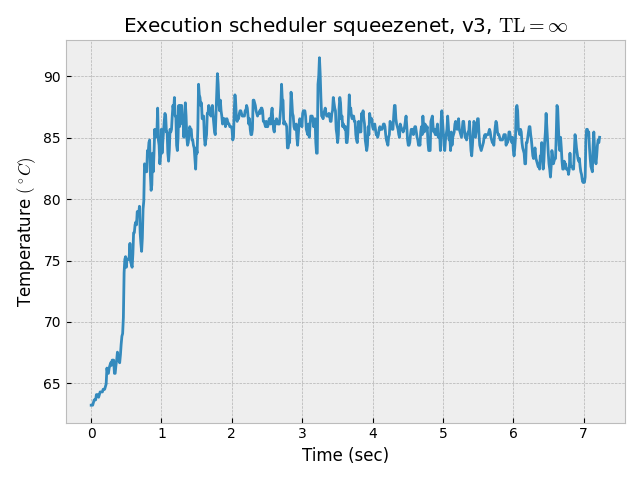 Execution scheduler squeezenet, v3, TL = ∞
90
85
80
75
70
65
Temperature (°C)
0 1 2 3 4 5 6 7
Time (sec)